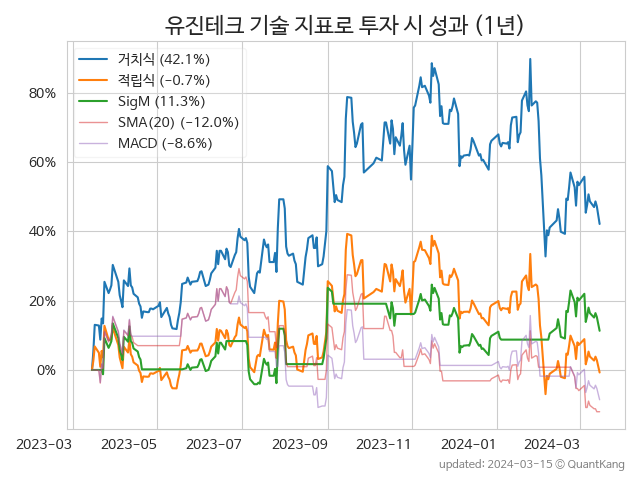 유진테크 기술 지표로 투자 시 성과 (1년)
거치식 (42.1%)
적립식 (−0.7%)
SigM (11.3%)
SMA(20) (−12.0%)
MACD (−8.6%)
80%
60%
40%
20%
0%
2023-03 2023-05 2023-07 2023-09 2023-11 2024-01 2024-03
updated: 2024-03-15 © QuantKang